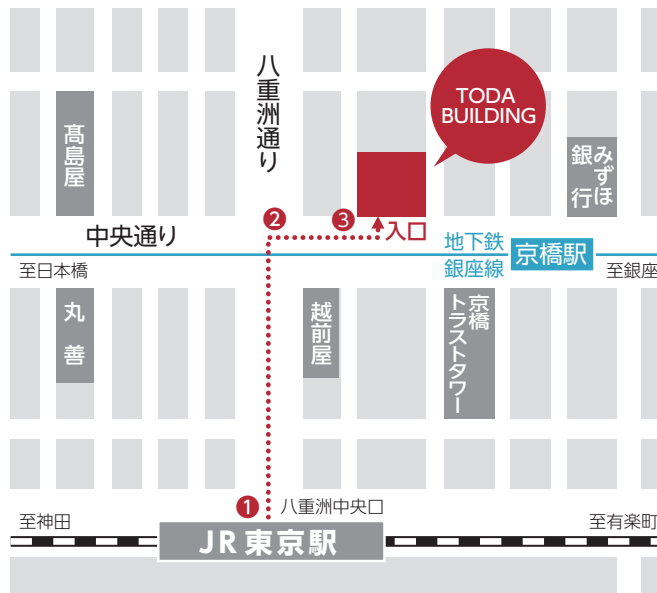 八重洲通り
TODA
BUILDING
髙島屋
みずほ
銀行
❷
❸
入口
中央通り
地下鉄
銀座線
京橋駅
至日本橋
至銀座
丸善
越前屋
京橋
トラストタワー
❶
八重洲中央口
至神田
至有楽町
JR 東京駅